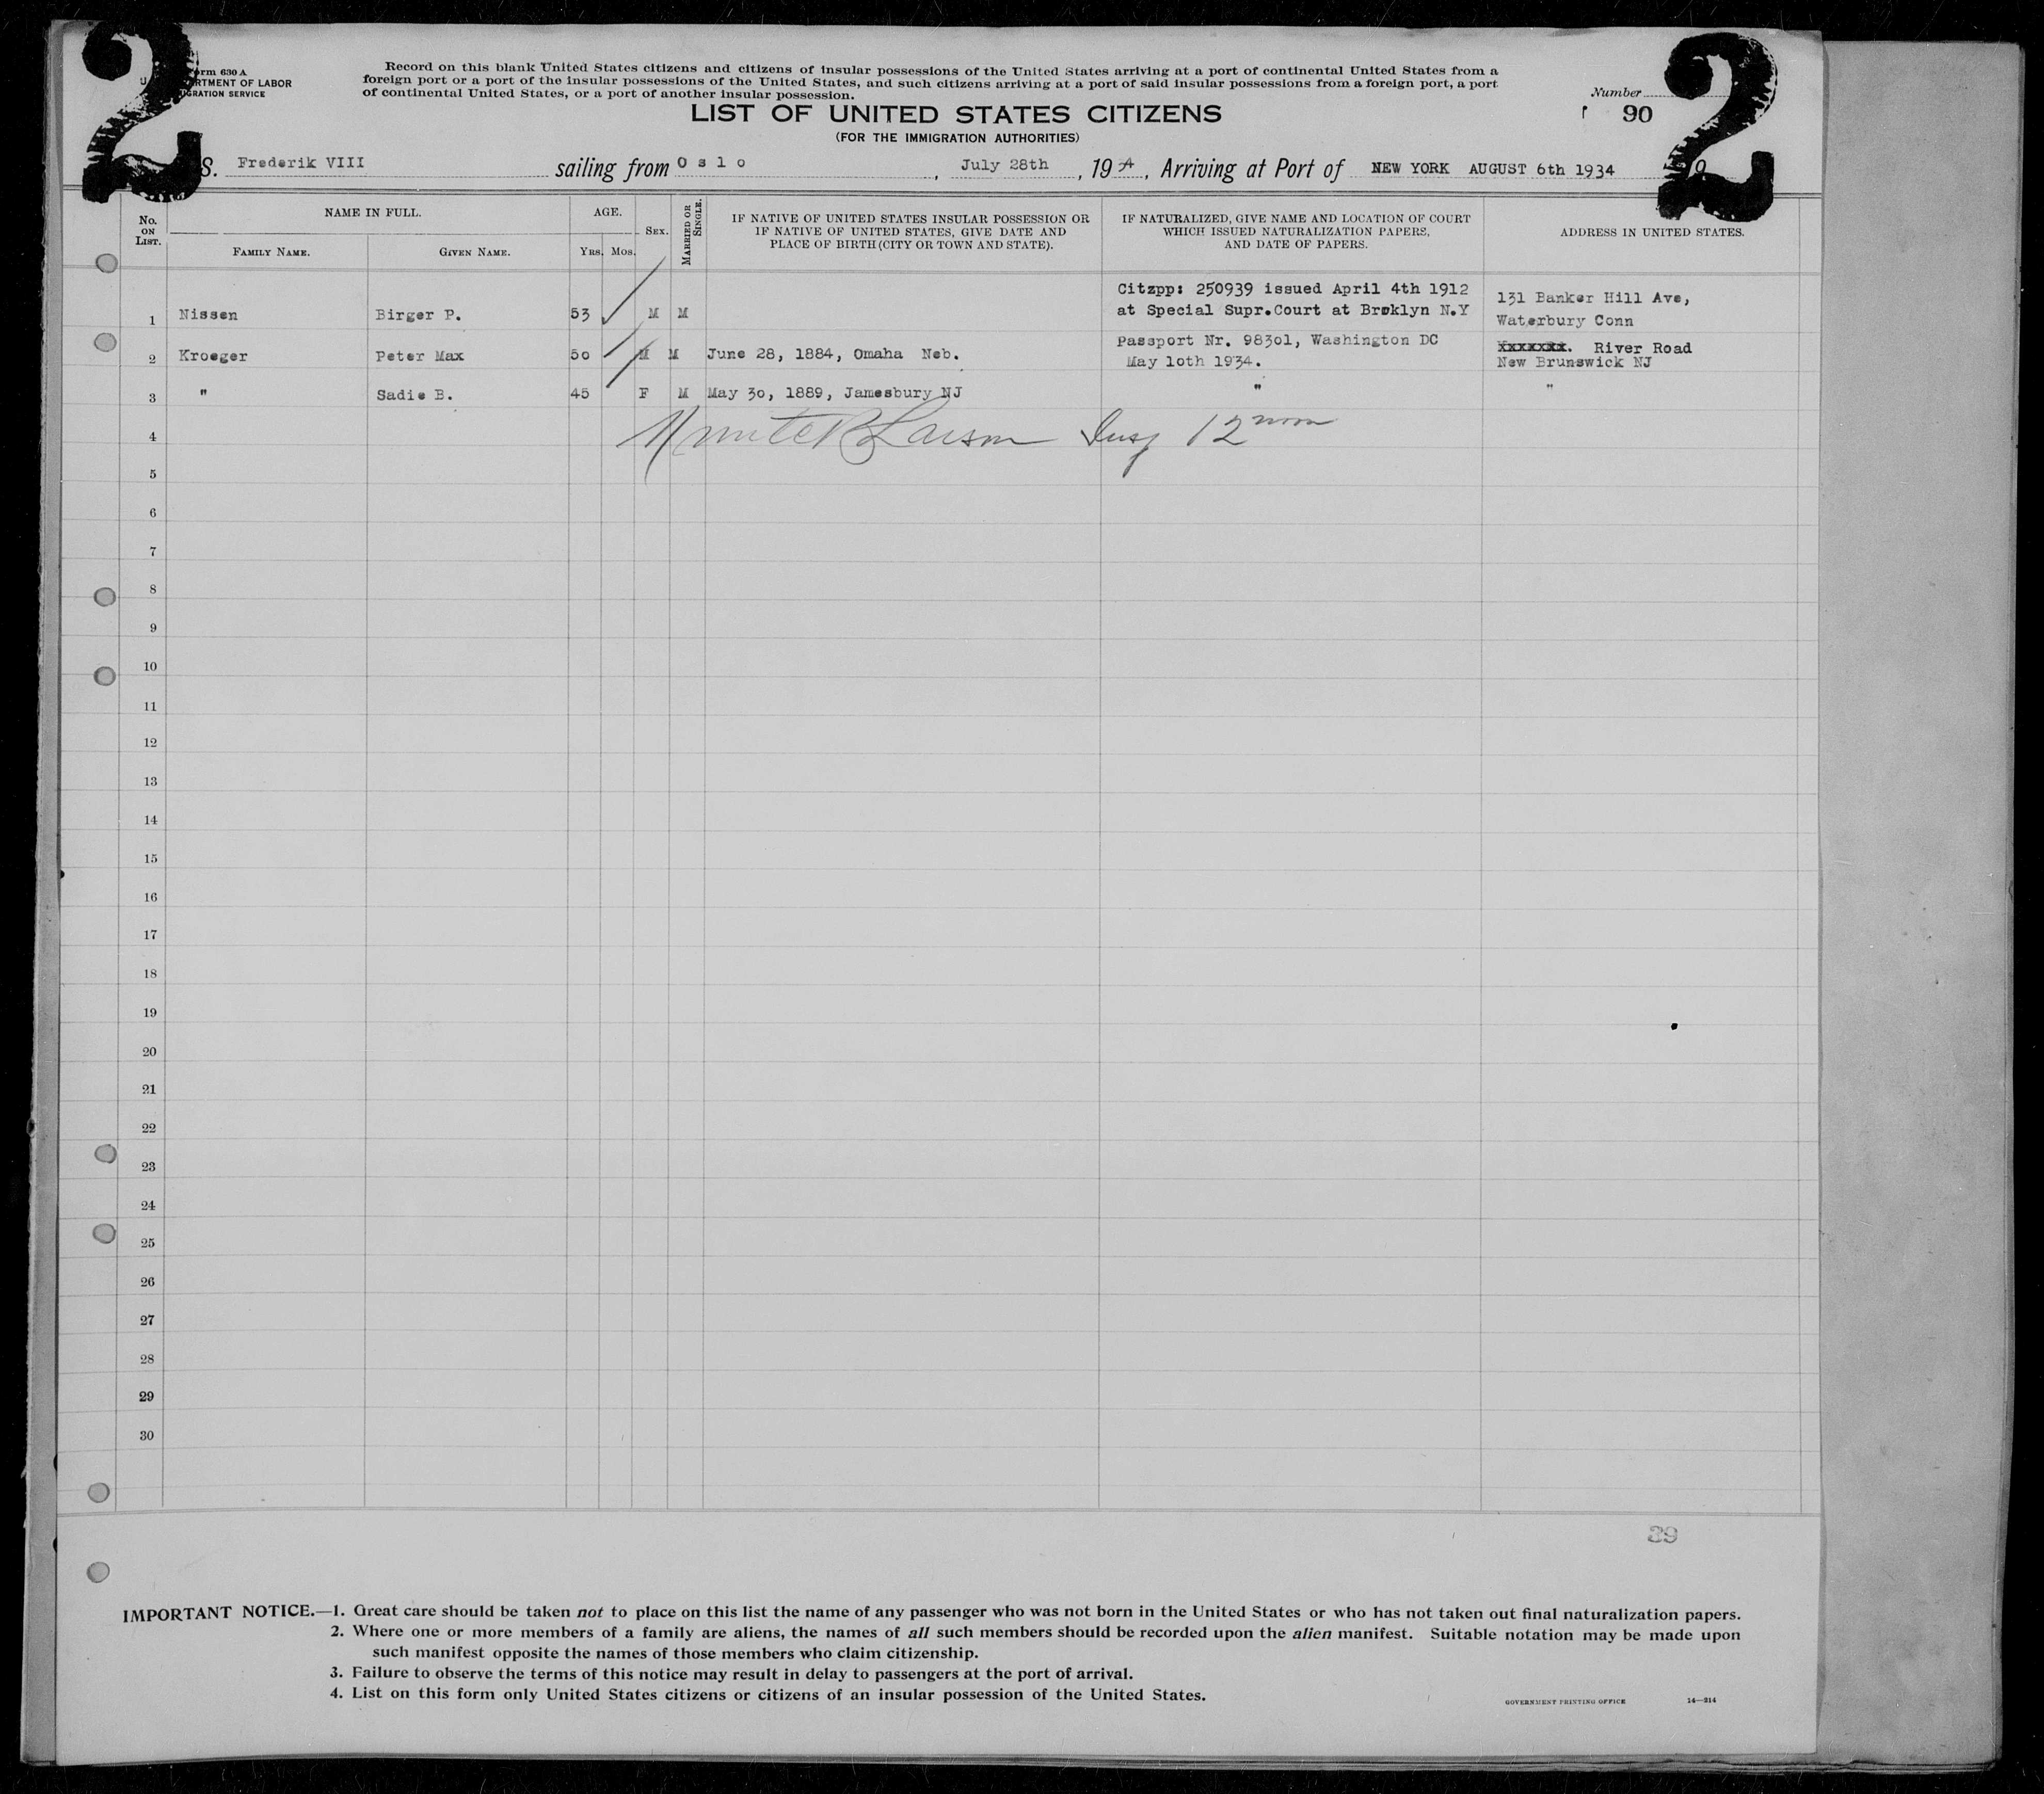 2
2
Form 630 A
DEPARTMENT OF LABOR
IMMIGRATION SERVICE
Record on this blank United States citizens and citizens of insular possessions of the United States arriving at a port of continental United States from a
foreign port or a port of the insular possessions of the United States, and such citizens arriving at a port of said insular possessions from a foreign port, a port
of continental United States, or a port of another insular possession.
Number
90
LIST OF UNITED STATES CITIZENS
(FOR THE IMMIGRATION AUTHORITIES)
S. Frederik VIII sailing from Oslo, July 28th, 19, Arriving at Port of NEW YORK AUGUST 6th 1934
No. ON LIST.
NAME IN FULL.
FAMILY NAME. GIVEN NAME.
AGE.
YRS. MOS.
SEX.
MARRIED OR SINGLE.
IF NATIVE OF UNITED STATES INSULAR POSSESSION OR
IF NATIVE OF UNITED STATES, GIVE DATE AND
PLACE OF BIRTH (CITY OR TOWN AND STATE).
IF NATURALIZED, GIVE NAME AND LOCATION OF COURT
WHICH ISSUED NATURALIZATION PAPERS,
AND DATE OF PAPERS.
ADDRESS IN UNITED STATES.
Citzpp: 250939 issued April 4th 1912
131 Banker Hill Ave,
1 Nissen Birger P. 53 M M at Special Supr.Court at Brøklyn N.Y
Waterbury Conn
Passport Nr. 98301, Washington DC
xxxxxxx. River Road
2 Kroeger Peter Max 50 M M June 28, 1884, Omaha Neb. May 10th 1934.
New Brunswick NJ
3 " Sadie B. 45 F M May 30, 1889, Jamesbury NJ " "
4 Larson Insp 12 noon
5
6
7
8
9
10
11
12
13
14
15
16
17
18
19
20
21
22
23
24
25
26
27
28
29
30
39
IMPORTANT NOTICE.—1. Great care should be taken not to place on this list the name of any passenger who was not born in the United States or who has not taken out final naturalization papers.
2. Where one or more members of a family are aliens, the names of all such members should be recorded upon the alien manifest. Suitable notation may be made upon
such manifest opposite the names of those members who claim citizenship.
3. Failure to observe the terms of this notice may result in delay to passengers at the port of arrival.
4. List on this form only United States citizens or citizens of an insular possession of the United States.
GOVERNMENT PRINTING OFFICE 14—214